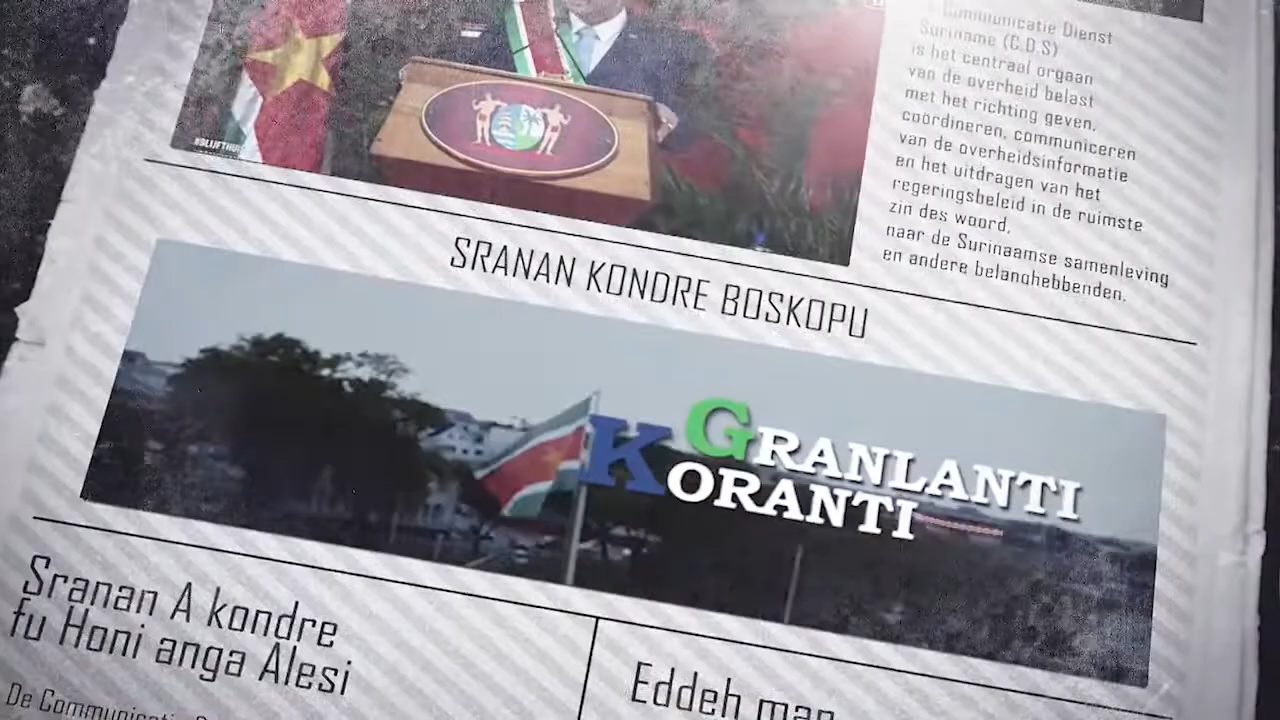 Communicatie Dienst
Suriname (C.D.S)
is het centraal orgaan
van de overheid belast
met het richting geven,
coördineren, communiceren
van de overheidsinformatie
en het uitdragen van het
regeringsbeleid in de ruimste
zin des woord,
naar de Surinaamse samenleving
en andere belanghebbenden.
SRANAN KONDRE BOSKOPU
GRANLANTI
KORANTI
Sranan A kondre
fu Honi anga Alesi
De
Eddeh man